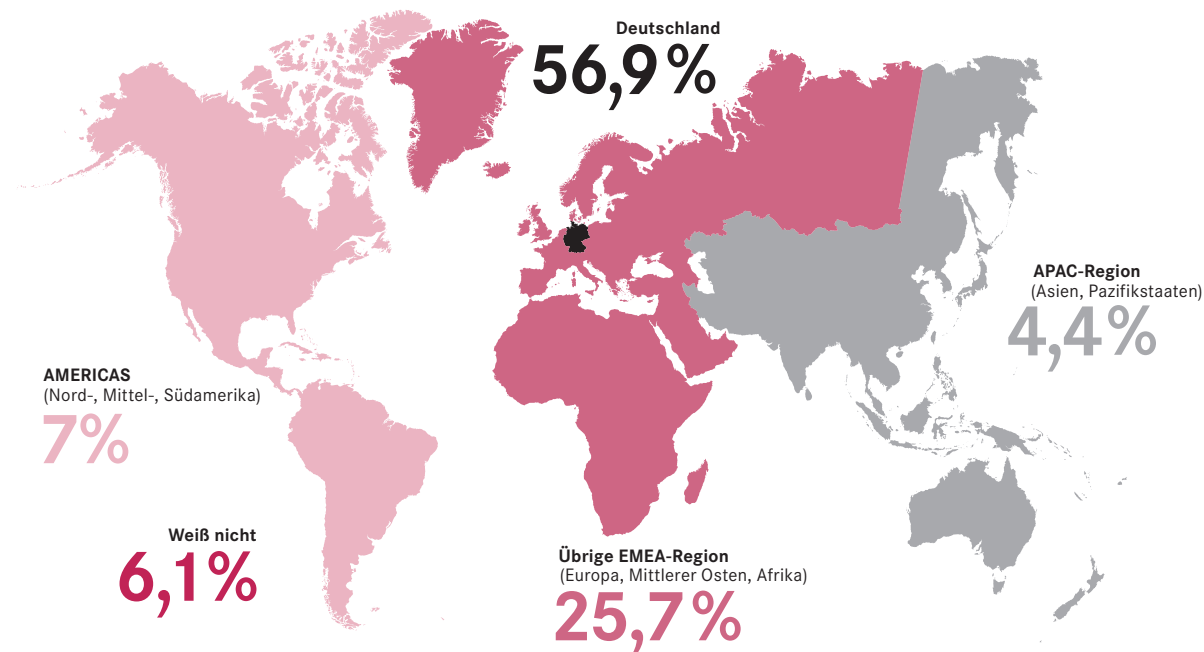 Deutschland
56,9 %
APAC-Region
(Asien, Pazifikstaaten)
4,4 %
AMERICAS
(Nord-, Mittel-, Südamerika)
7%
Weiß nicht
6,1 %
Übrige EMEA-Region
(Europa, Mittlerer Osten, Afrika)
25,7 %